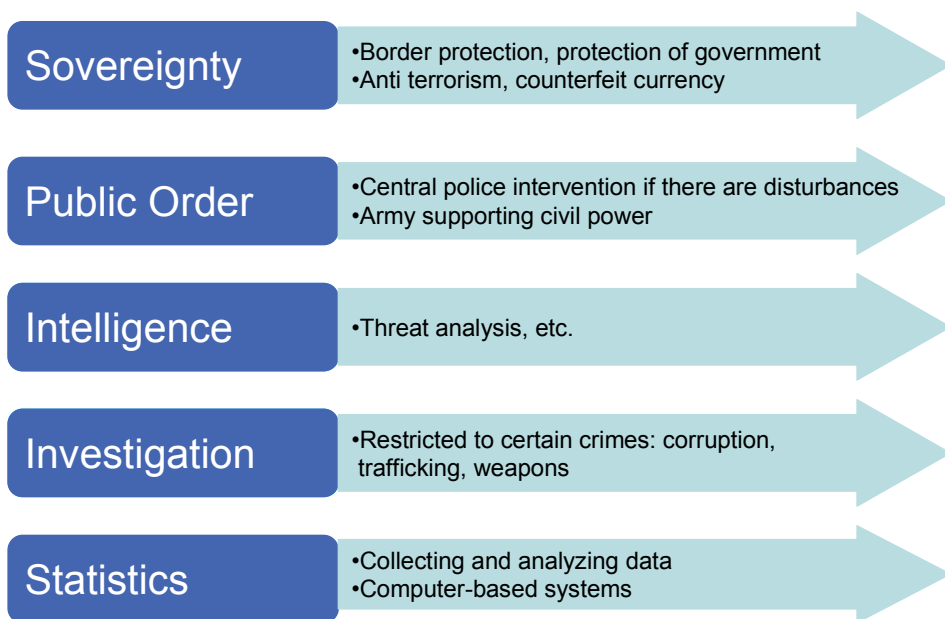 Sovereignty
•Border protection, protection of government
•Anti terrorism, counterfeit currency
Public Order
•Central police intervention if there are disturbances
•Army supporting civil power
Intelligence
•Threat analysis, etc.
Investigation
•Restricted to certain crimes: corruption,
trafficking, weapons
Statistics
•Collecting and analyzing data
•Computer-based systems